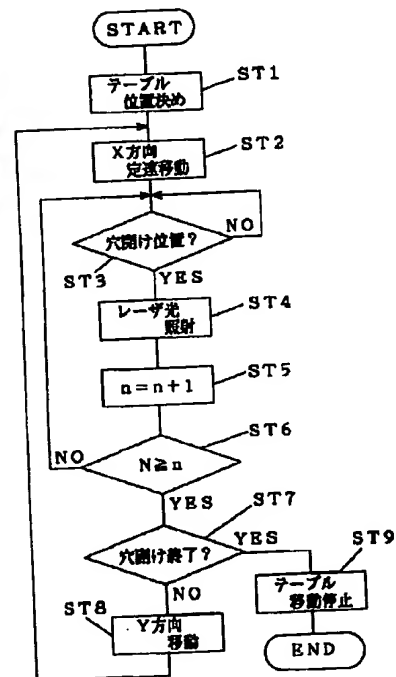 START
テーブル
位置決め
ST1
X方向
定速移動
ST2
穴開け位置?
NO
ST3
YES
レーザ光
照射
ST4
n=n+1
ST5
ST6
NO
N≧n
YES
ST7
穴開け終了?
YES
NO
ST9
テーブル
移動停止
ST8
Y方向
移動
END